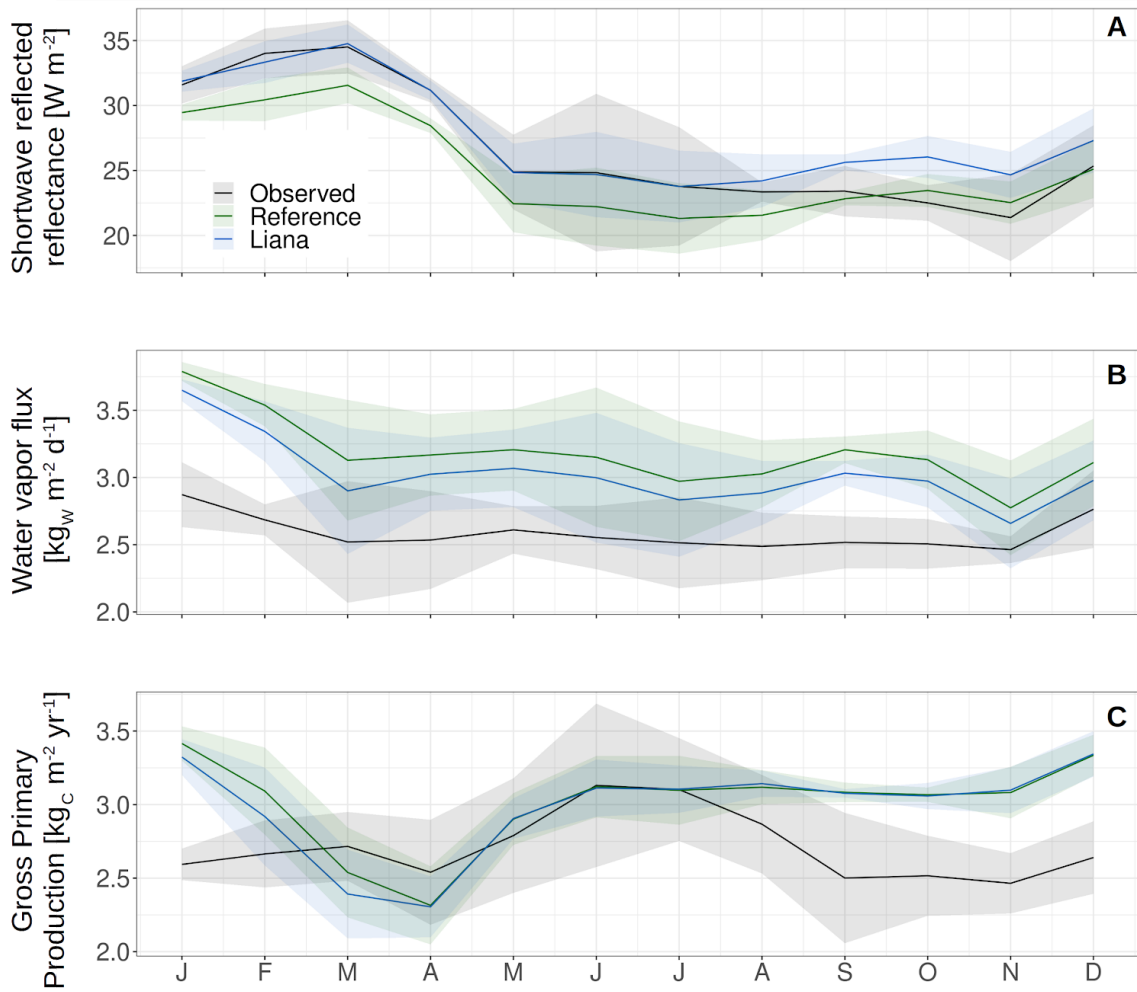 A
Shortwave reflected
reflectance [W m⁻²]
35
30
25
20
Observed
Reference
Liana
B
Water vapor flux
[kg_W m⁻² d⁻¹]
3.5
3.0
2.5
2.0
C
Gross Primary
Production [kg_C m⁻² yr⁻¹]
3.5
3.0
2.5
2.0
J F M A M J J A S O N D